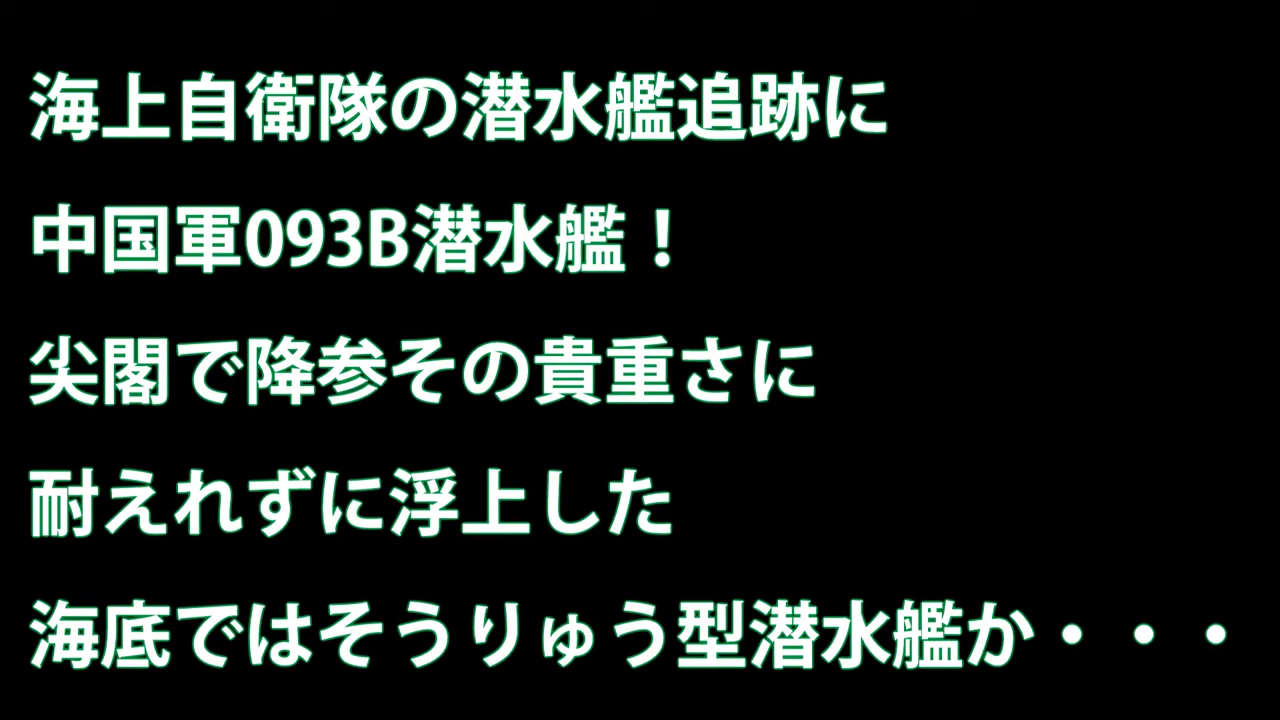 海上自衛隊の潜水艦追跡に
中国軍093B潜水艦！
尖閣で降参その貴重さに
耐えれずに浮上した
海底ではそうりゅう型潜水艦か・・・